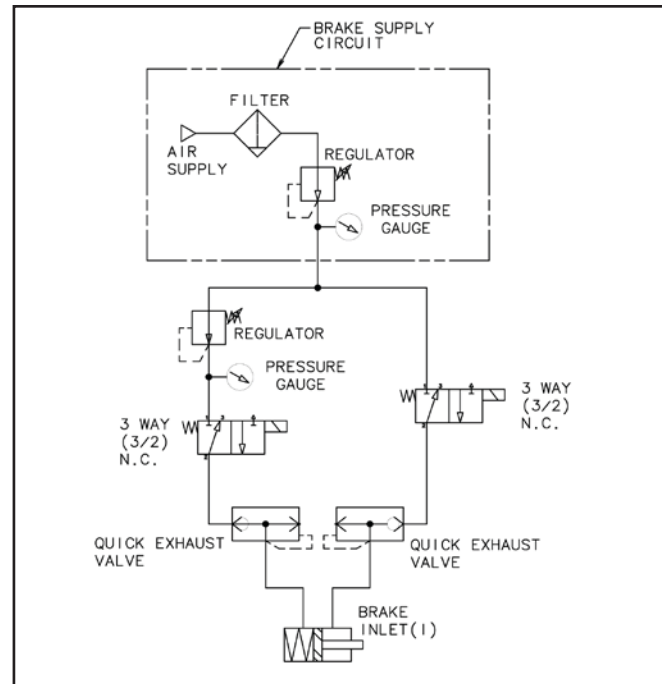 BRAKE SUPPLY
CIRCUIT
FILTER
AIR
SUPPLY
REGULATOR
PRESSURE
GAUGE
REGULATOR
PRESSURE
GAUGE
3 WAY
(3/2)
N.C.
3 WAY
(3/2)
N.C.
QUICK EXHAUST
VALVE
QUICK EXHAUST
VALVE
BRAKE
INLET(1)